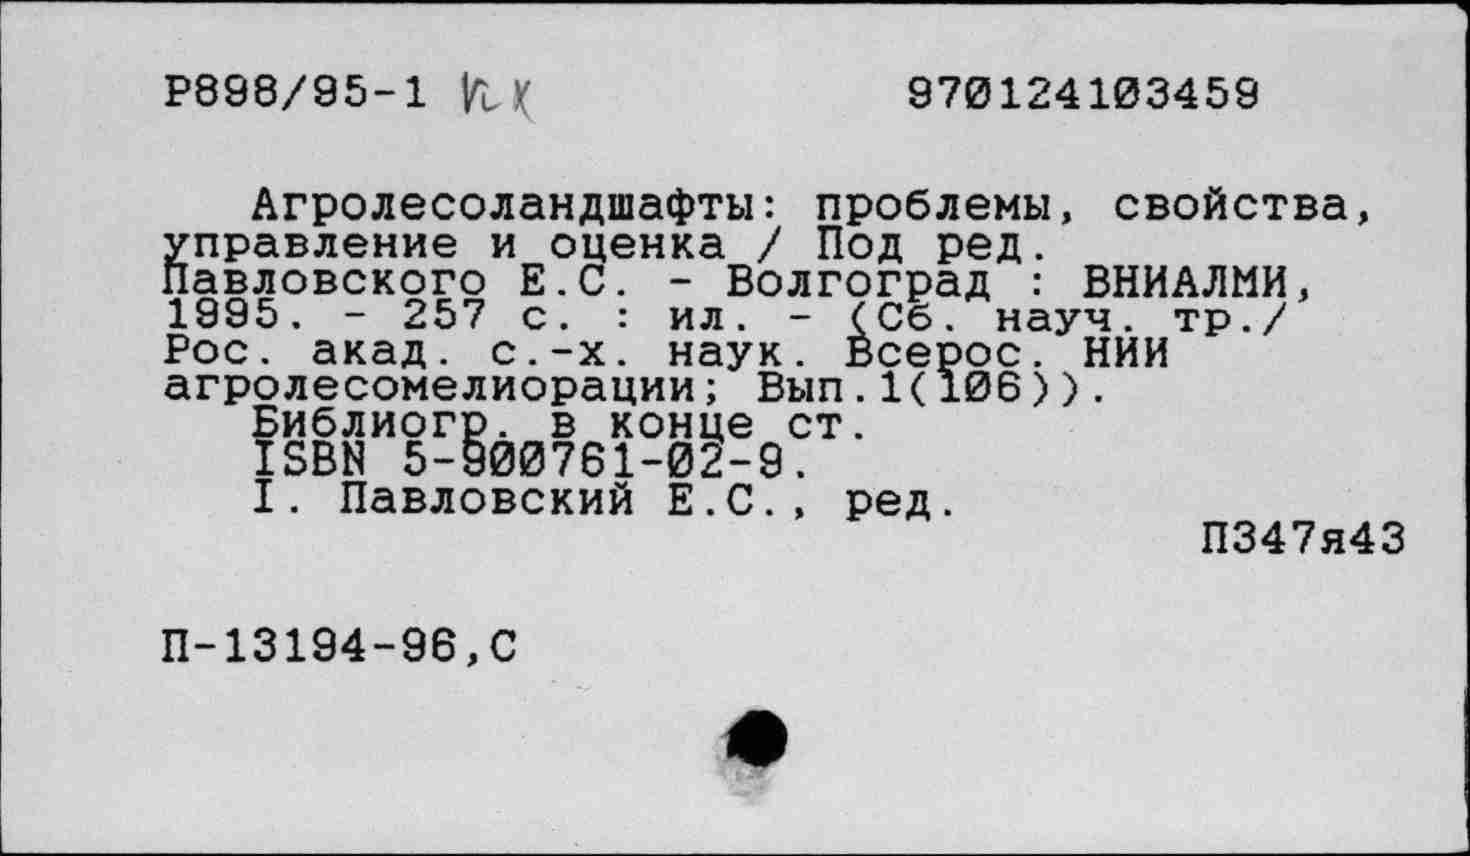 Р898/95-1 970124103459
Агролесоландшафты: проблемы, свойства,
управление и оценка / Под ред.
Павловского Е.С. - Волгоград : ВНИАЛМИ,
1995. - 257 с. : ил. - (Сб. науч. тр./
Рос. акад. с.-х. наук. Всерос. НИИ
агролесомелиорации; Вып.1(106)).
Библиогр. в конце ст.
ISBN 5-900761-02-9.
I. Павловский Е.С., ред.
П347я43
П-13194-96,С